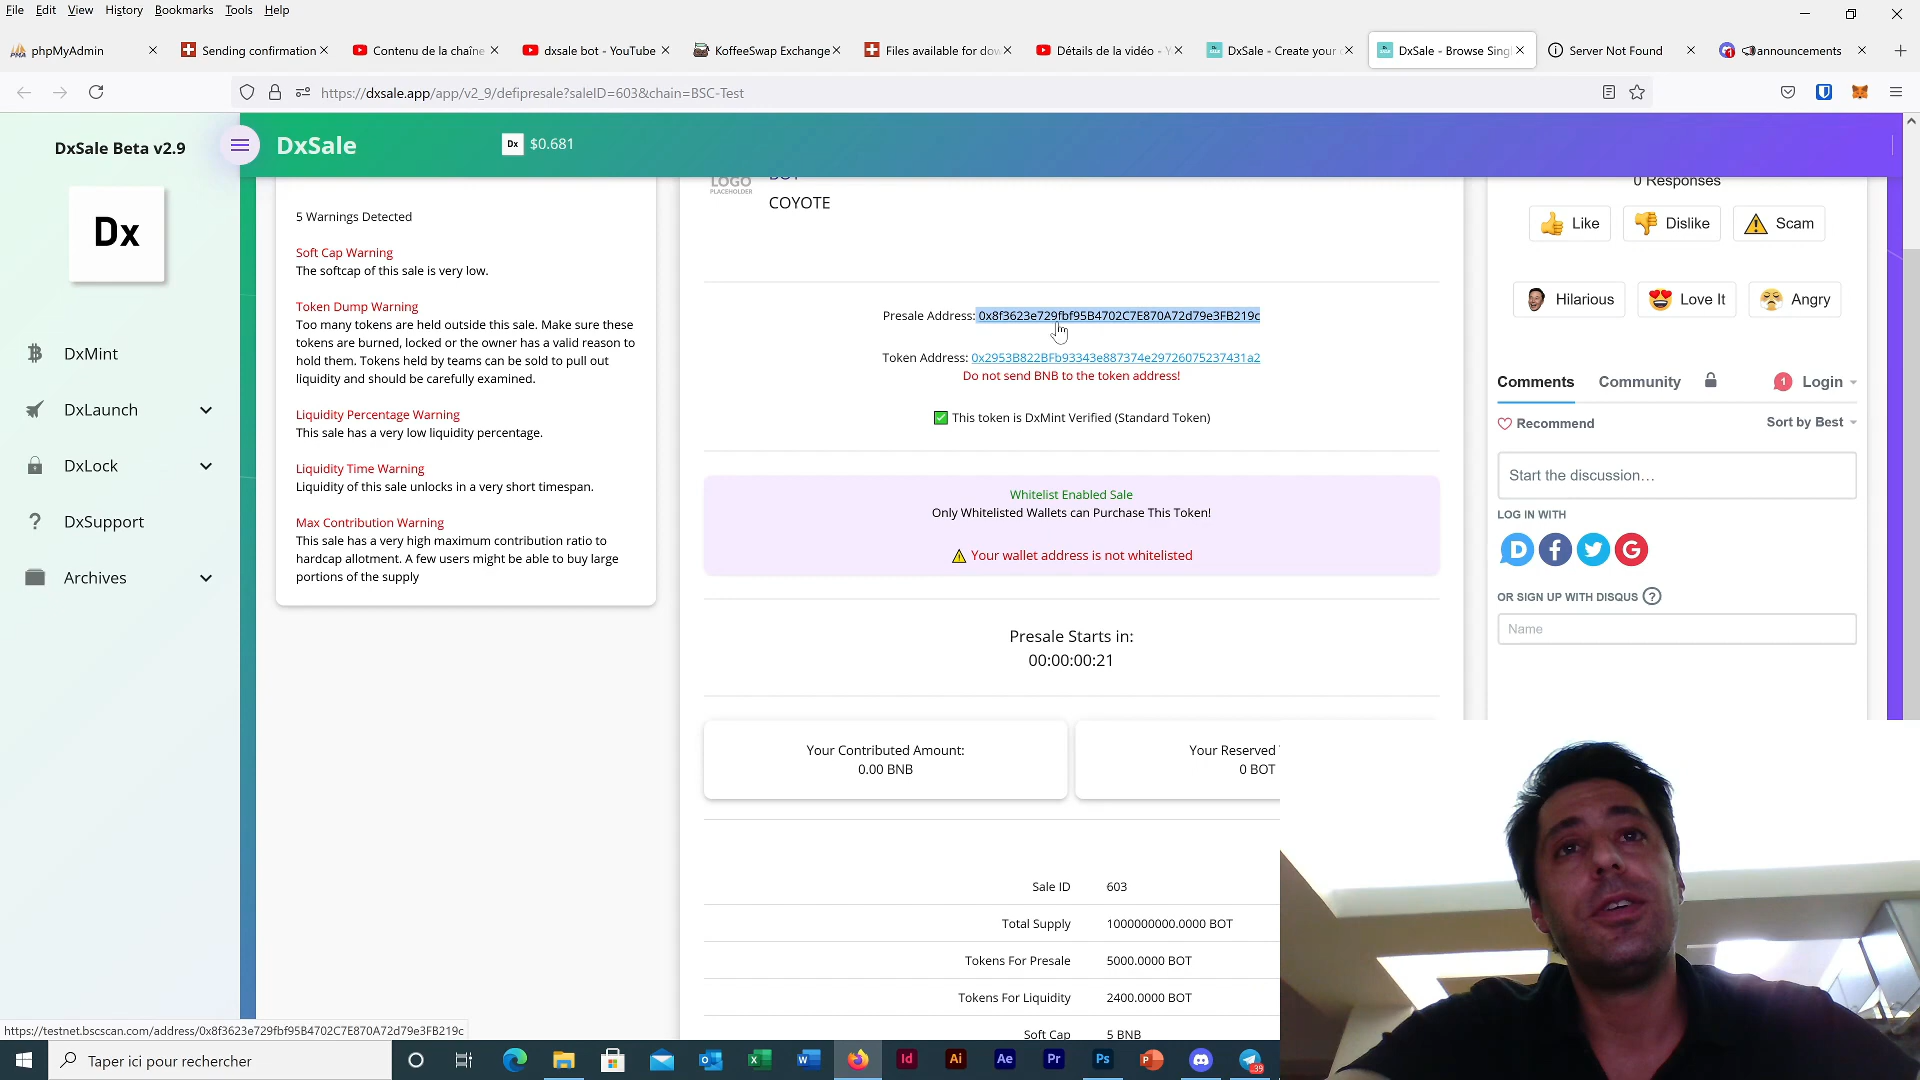 File Edit View History Bookmarks Tools Help
phpMyAdmin
Sending confirmation
Contenu de la chaîne
dxsale bot - YouTube
KoffeeSwap Exchange
Files available for dow
Détails de la vidéo - Y
DxSale - Create your
DxSale - Browse Singl
Server Not Found
announcements
https://dxsale.app/app/v2_9/defipresale?saleID=603&chain=BSC-Test
DxSale Beta v2.9
DxSale
Dx
$0.681
Dx
DxMint
DxLaunch
DxLock
DxSupport
Archives
5 Warnings Detected
Soft Cap Warning
The softcap of this sale is very low.
Token Dump Warning
Too many tokens are held outside this sale. Make sure these
tokens are burned, locked or the owner has a valid reason to
hold them. Tokens held by teams can be sold to pull out
liquidity and should be carefully examined.
Liquidity Percentage Warning
This sale has a very low liquidity percentage.
Liquidity Time Warning
Liquidity of this sale unlocks in a very short timespan.
Max Contribution Warning
This sale has a very high maximum contribution ratio to
hardcap allotment. A few users might be able to buy large
portions of the supply
LOGO
PLACEHOLDER
BOT
COYOTE
Presale Address: 0x8f3623e729fbf95B4702C7E870A72d79e3FB219c
Token Address: 0x2953B822BFb93343e887374e29726075237431a2
Do not send BNB to the token address!
This token is DxMint Verified (Standard Token)
Whitelist Enabled Sale
Only Whitelisted Wallets can Purchase This Token!
Your wallet address is not whitelisted
Presale Starts in:
00:00:00:21
Your Contributed Amount:
0.00 BNB
Your Reserved
0 BOT
Sale ID 603
Total Supply 1000000000.0000 BOT
Tokens For Presale 5000.0000 BOT
Tokens For Liquidity 2400.0000 BOT
Soft Cap 5 BNB
0 Responses
Like
Dislike
Scam
Hilarious
Love It
Angry
Comments
Community
1
Login
Recommend
Sort by Best
Start the discussion…
LOG IN WITH
OR SIGN UP WITH DISQUS ?
Name
https://testnet.bscscan.com/address/0x8f3623e729fbf95B4702C7E870A72d79e3FB219c
Taper ici pour rechercher
Id
Ai
Ae
Pr
Ps
39